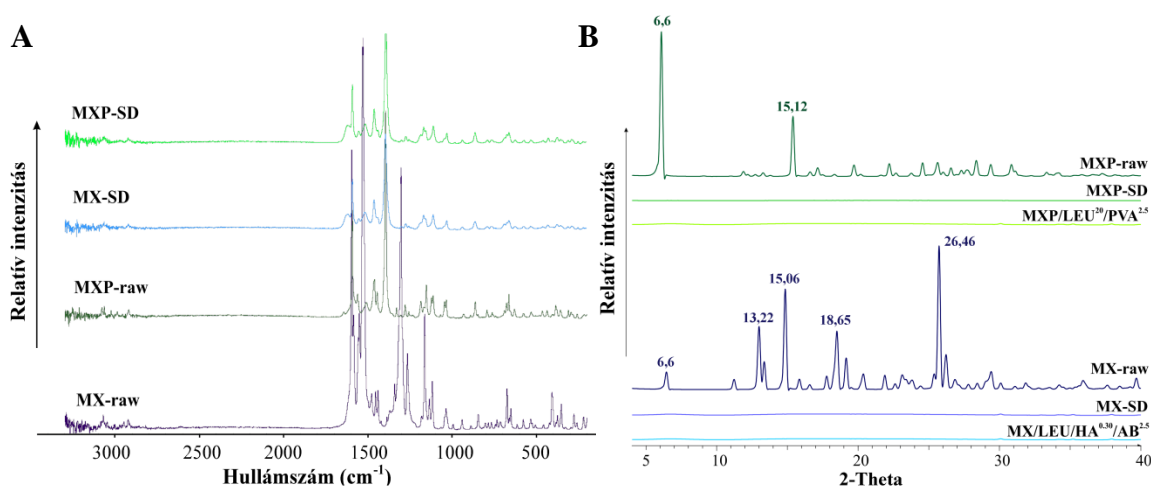 A
Relatív intenzitás
MXP-SD
MX-SD
MXP-raw
MX-raw
3000 2500 2000 1500 1000 500
Hullámszám (cm⁻¹)
B
Relatív intenzitás
6,6
15,12
MXP-raw
MXP-SD
MXP/LEU²⁰/PVA²·⁵
26,46
15,06
13,22
18,65
6,6
MX-raw
MX-SD
MX/LEU/HA⁰·³⁰/AB²·⁵
5 10 20 30 40
2-Theta